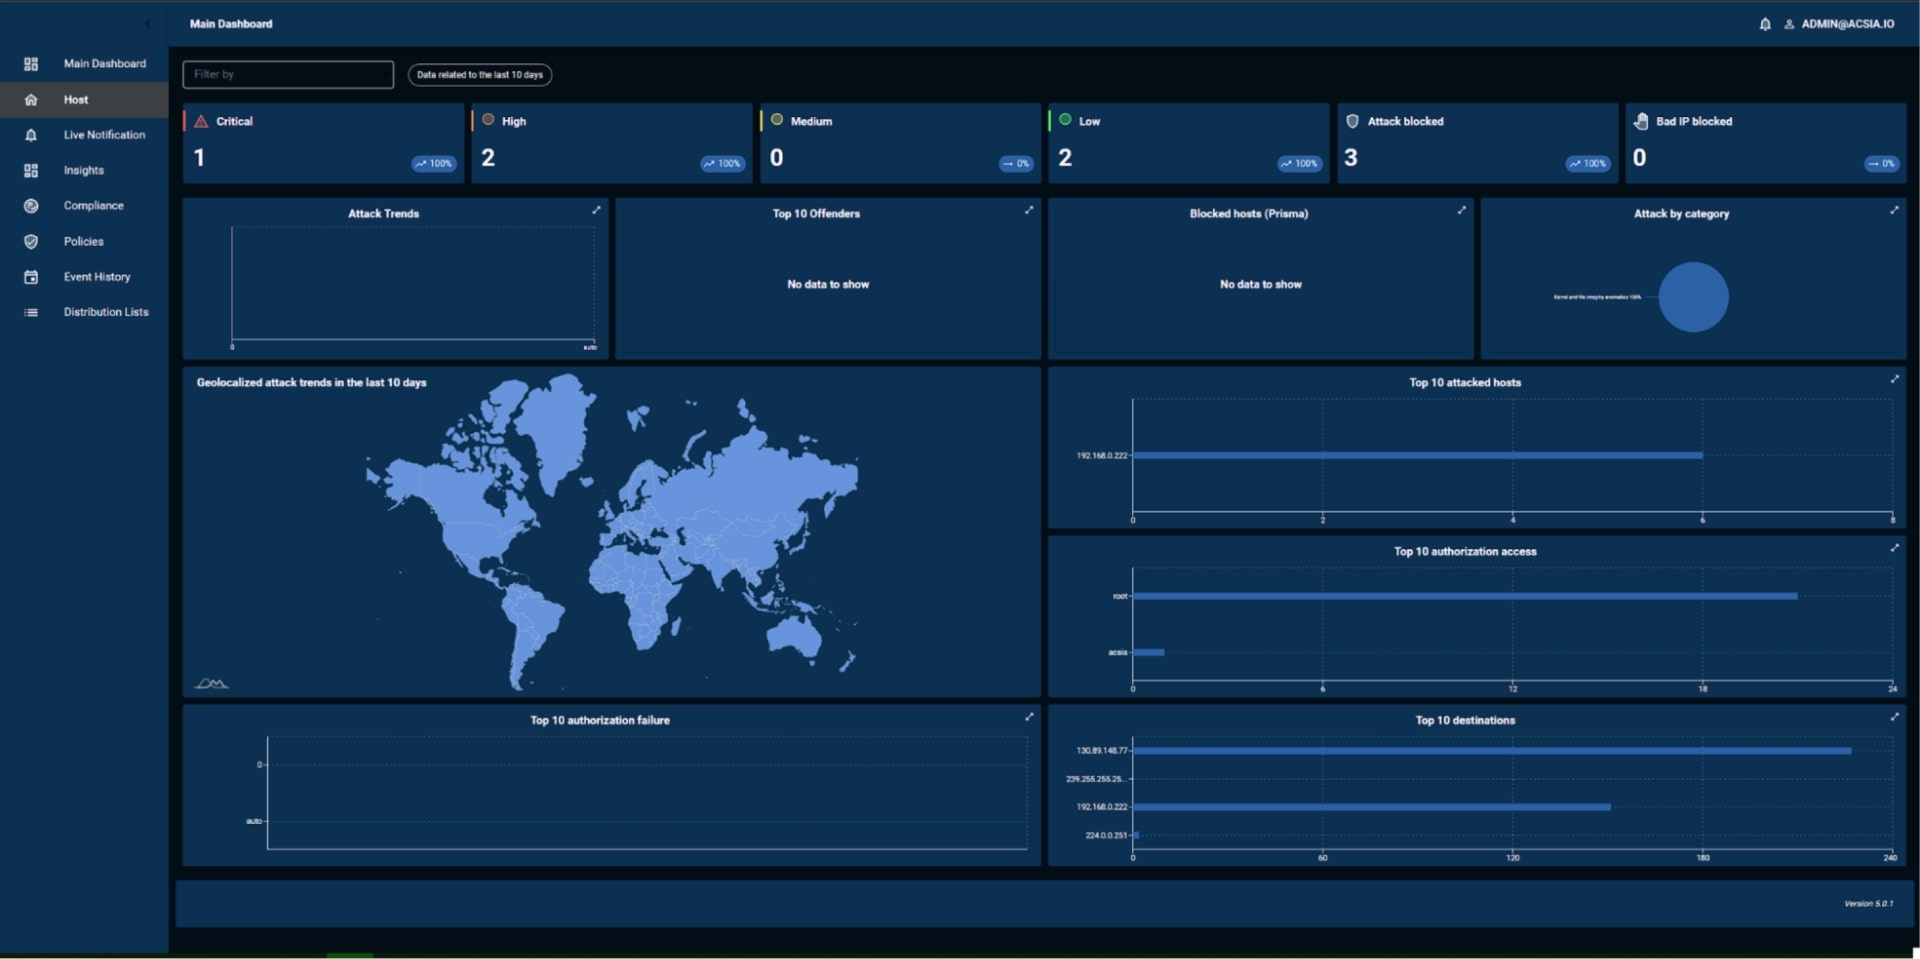 Main Dashboard
ADMIN@ACSIA.IO
Main Dashboard
Host
Live Notification
Insights
Compliance
Policies
Event History
Distribution Lists
Filter by
Data related to the last 10 days
Critical
1
100%
High
2
100%
Medium
0
0%
Low
2
100%
Attack blocked
3
100%
Bad IP blocked
0
0%
Attack Trends
0
auto
Top 10 Offenders
No data to show
Blocked hosts (Prisma)
No data to show
Attack by category
Kernel and file integrity anomalies 100%
Geolocalized attack trends in the last 10 days
Top 10 attacked hosts
192.168.0.222
0 2 4 6 8
Top 10 authorization access
root
acsia
0 6 12 18 24
Top 10 authorization failure
0
auto
Top 10 destinations
130.89.148.77
239.255.255.25...
192.168.0.222
224.0.0.251
0 60 120 180 240
Version 5.0.1